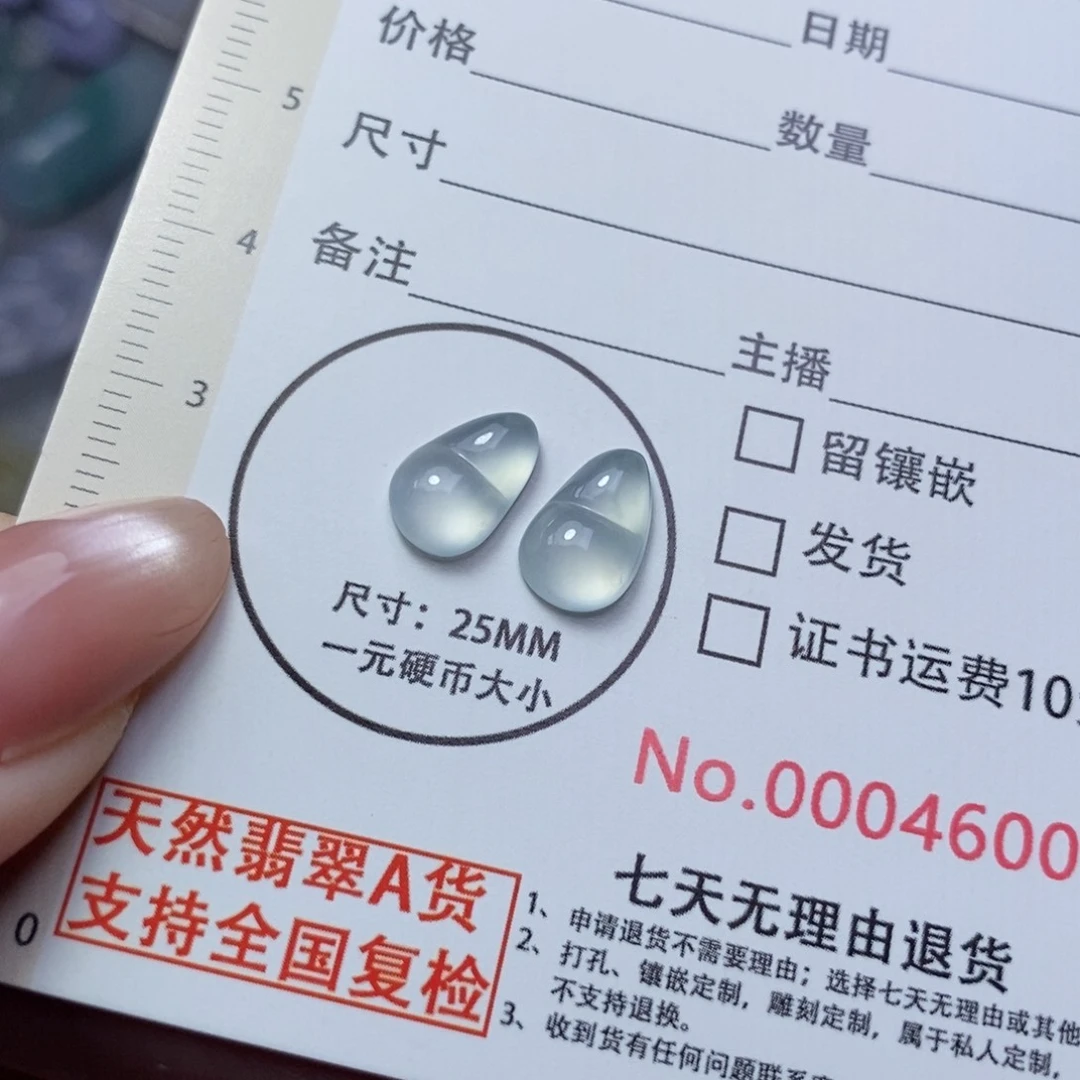 价格 日期
尺寸 数量
备注
主播
留镶嵌
发货
证书运费10
尺寸：25MM
一元硬币大小
No.0004600
5
4
3
0
天然翡翠A货
支持全国复检
七天无理由退货
1、申请退货不需要理由；选择七天无理由或其他
2、打孔、镶嵌定制，雕刻定制，属于私人定制，
不支持退换。
3、收到货有任何问题联系